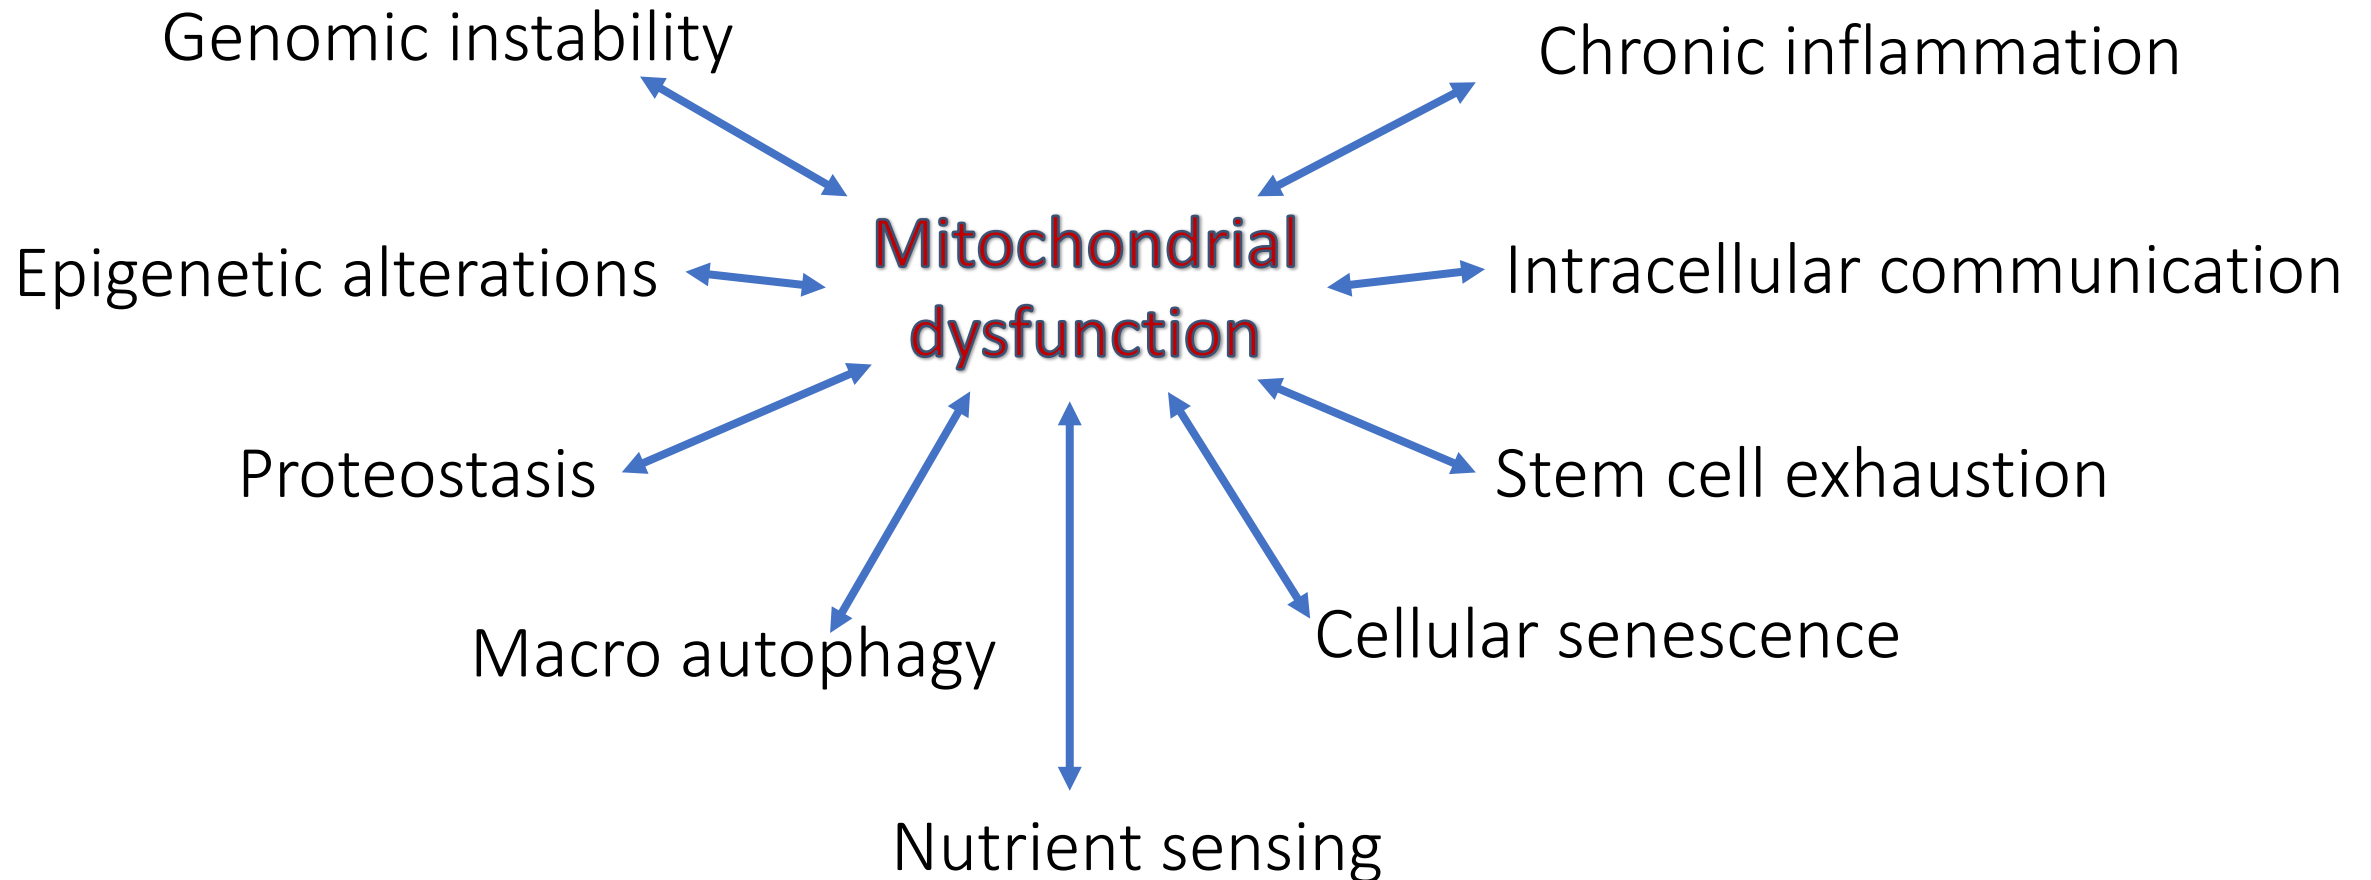 Genomic instability
Chronic inflammation
Mitochondrial
dysfunction
Epigenetic alterations
Intracellular communication
Proteostasis
Stem cell exhaustion
Macro autophagy
Cellular senescence
Nutrient sensing